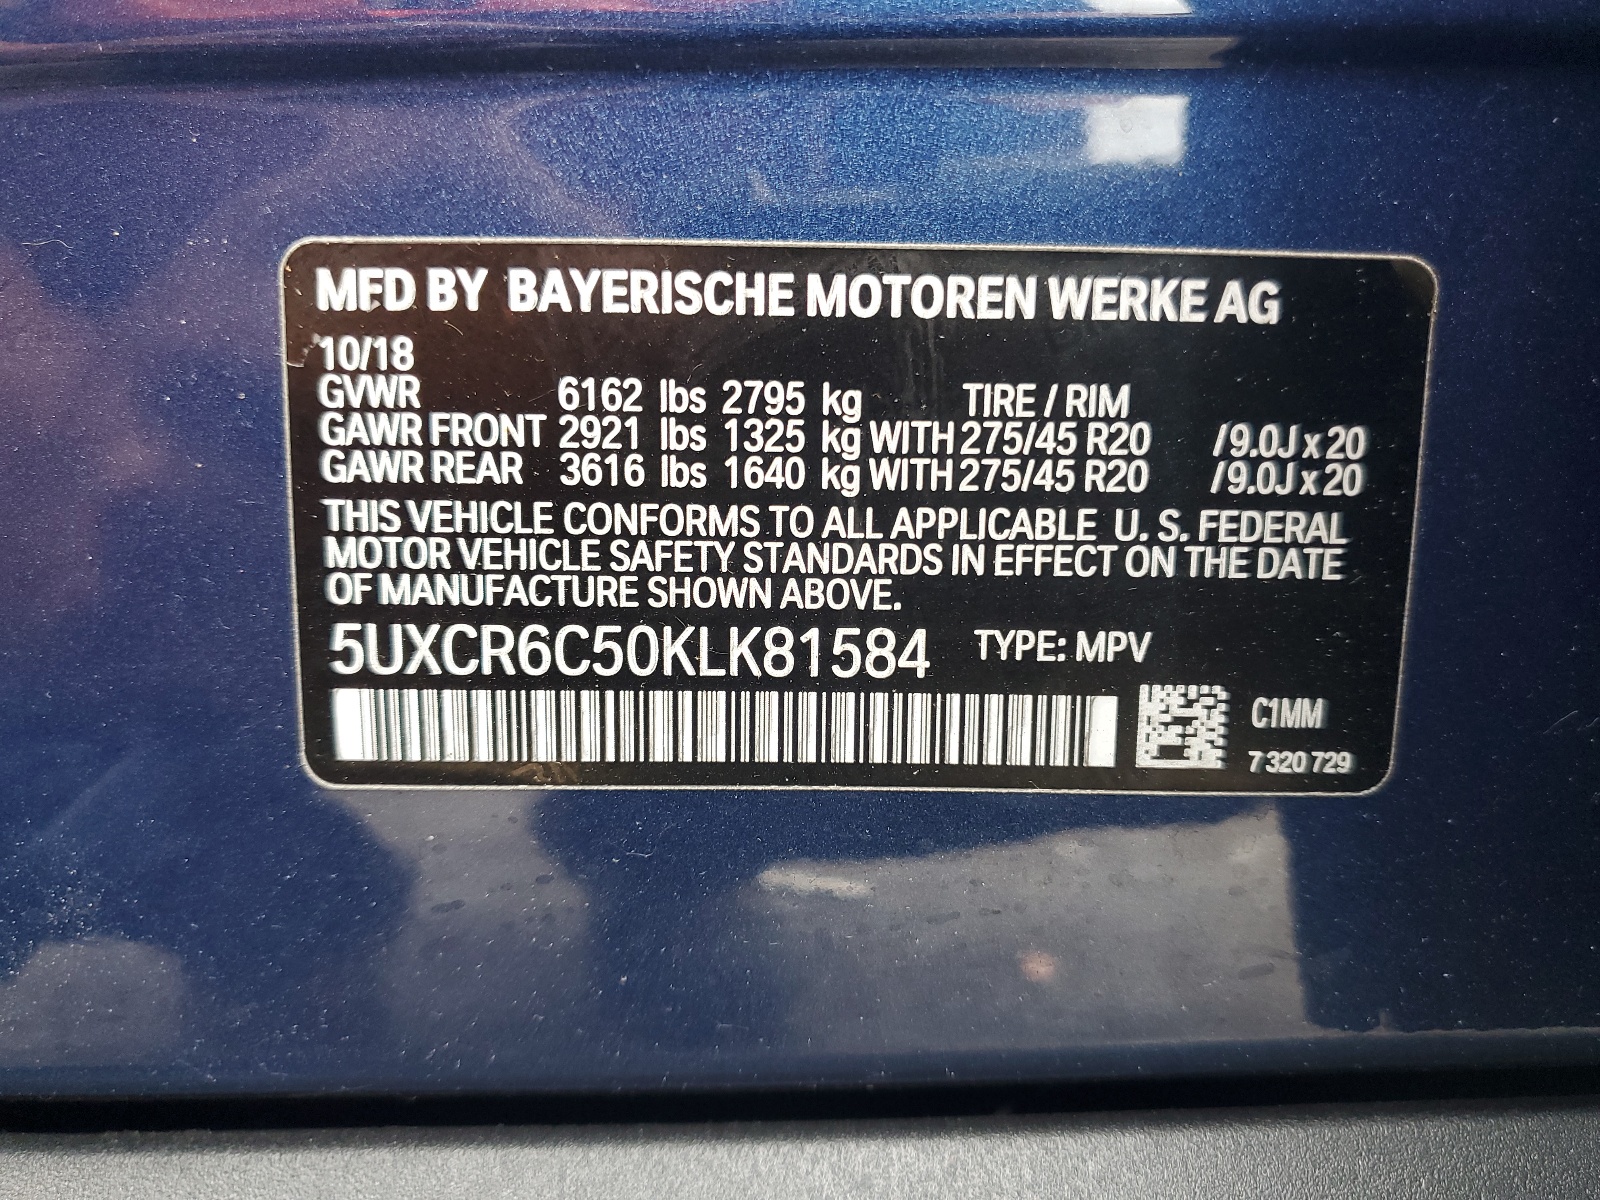 MFD BY BAYERISCHE MOTOREN WERKE AG
10/18
GVWR 6162 lbs 2795 kg TIRE / RIM
GAWR FRONT 2921 lbs 1325 kg WITH 275/45 R20 /9.0J x 20
GAWR REAR 3616 lbs 1640 kg WITH 275/45 R20 /9.0J x 20
THIS VEHICLE CONFORMS TO ALL APPLICABLE U. S. FEDERAL
MOTOR VEHICLE SAFETY STANDARDS IN EFFECT ON THE DATE
OF MANUFACTURE SHOWN ABOVE.
5UXCR6C50KLK81584 TYPE: MPV
C1MM
7 320 729